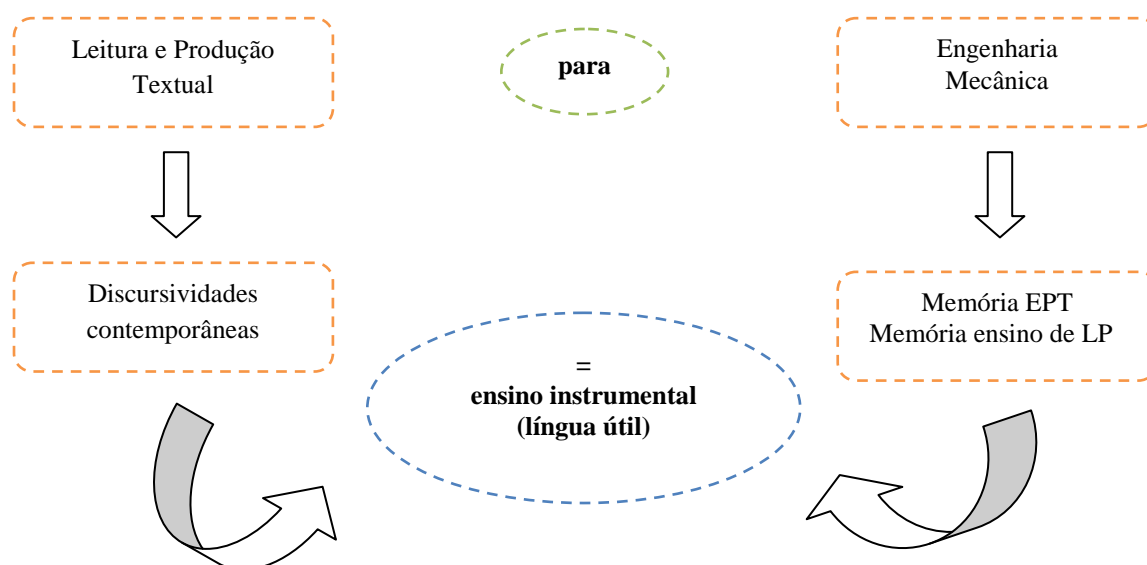 Leitura e Produção
Textual
para
Engenharia
Mecânica
Discursividades
contemporâneas
Memória EPT
Memória ensino de LP
=
ensino instrumental
(língua útil)